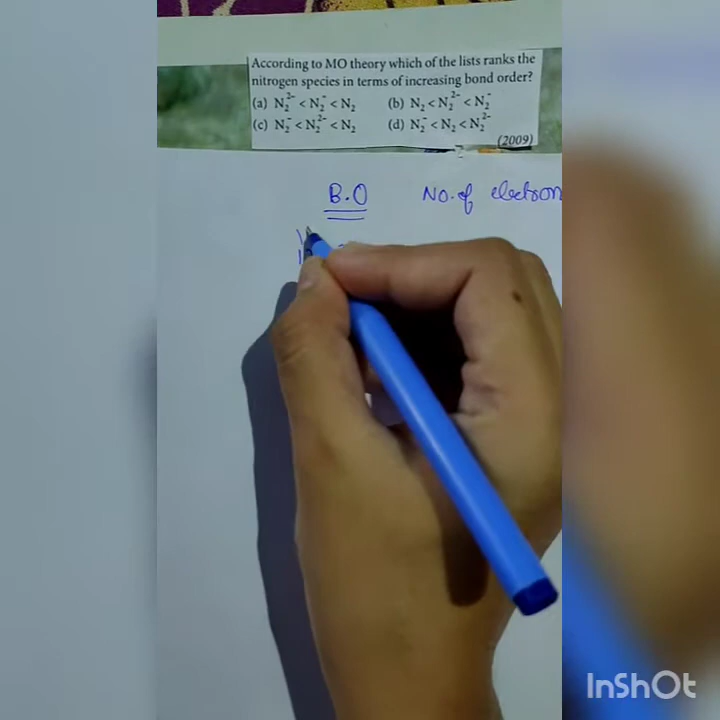 According to MO theory which of the lists ranks the
nitrogen species in terms of increasing bond order?
(a) N₂²⁻ < N₂⁻ < N₂ (b) N₂ < N₂²⁻ < N₂⁻
(c) N₂⁻ < N₂²⁻ < N₂ (d) N₂⁻ < N₂ < N₂²⁻
(2009)
B.O No. of electron
InShOt